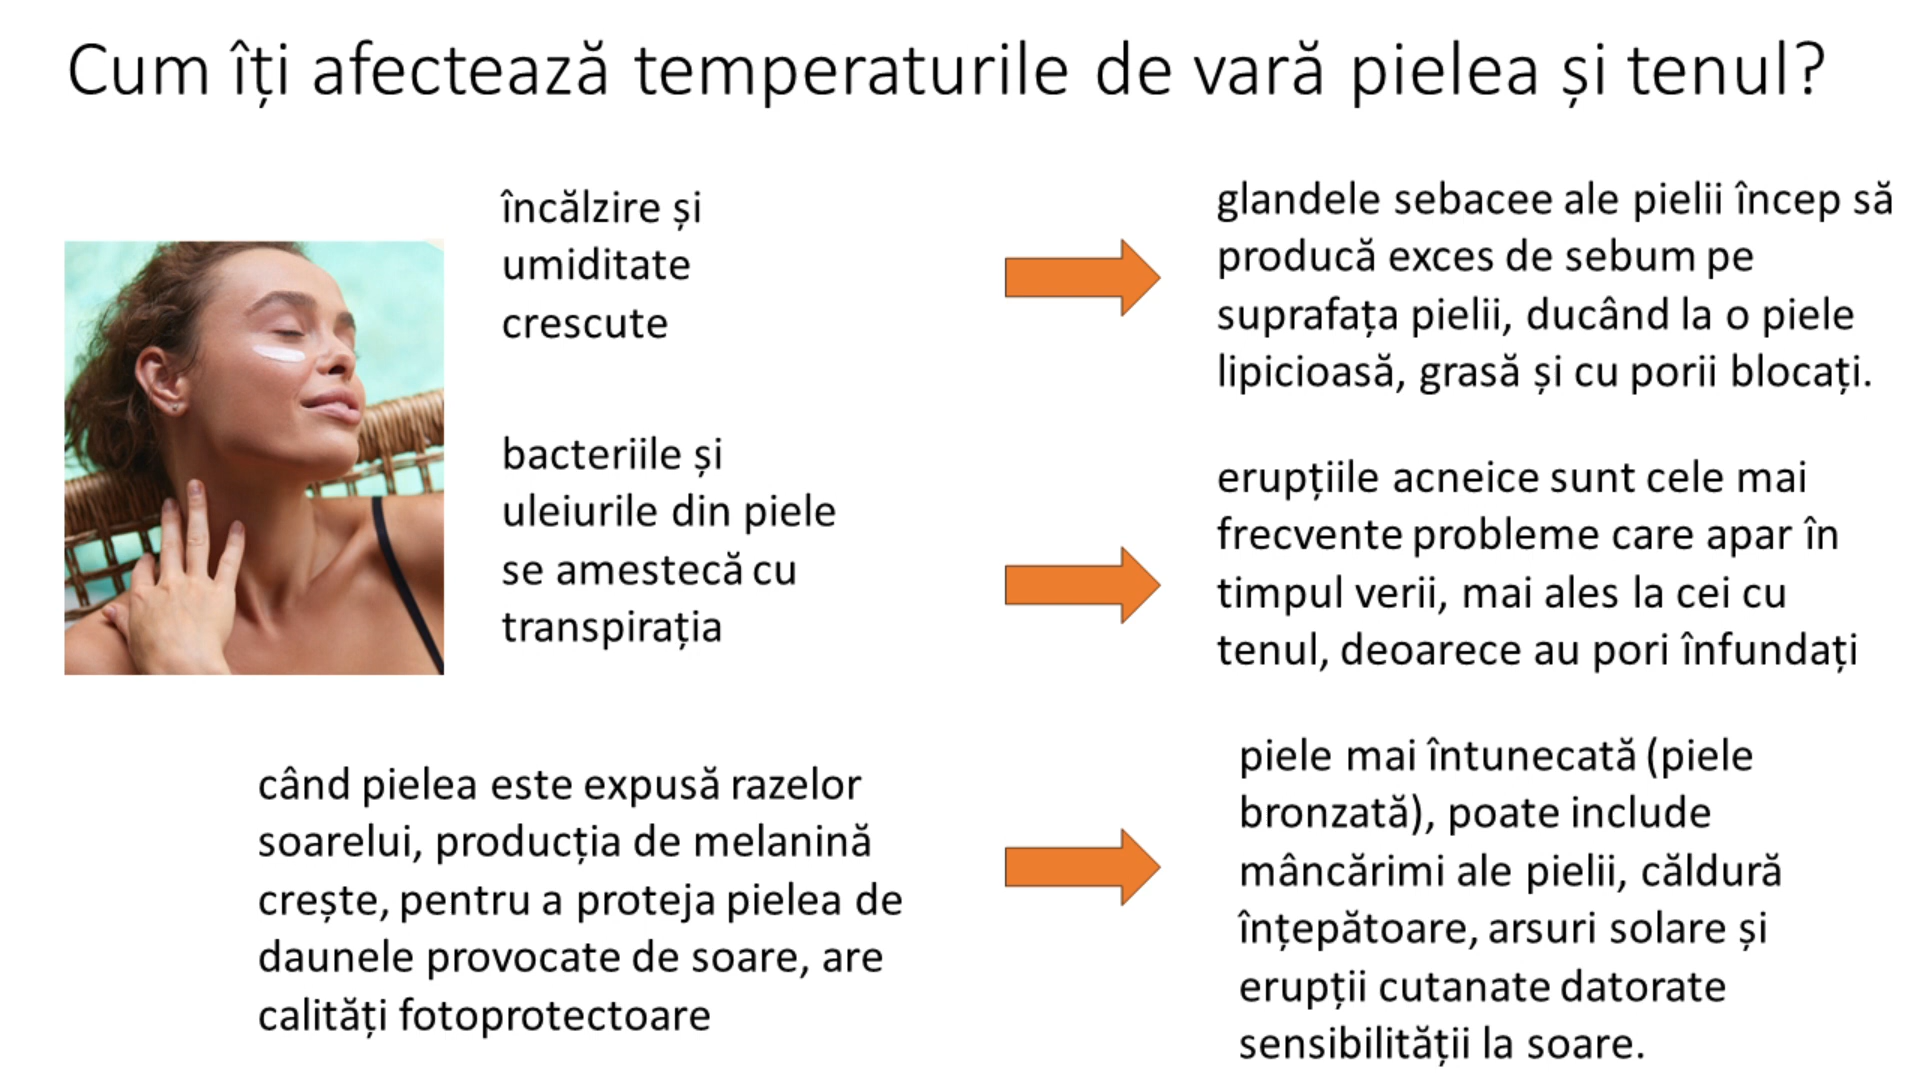 Cum îți afectează temperaturile de vară pielea și tenul?
încălzire și
umiditate
crescute
glandele sebacee ale pielii încep să
producă exces de sebum pe
suprafața pielii, ducând la o piele
lipicioasă, grasă și cu porii blocați.
bacteriile și
uleiurile din piele
se amestecă cu
transpirația
erupțiile acneice sunt cele mai
frecvente probleme care apar în
timpul verii, mai ales la cei cu
tenul, deoarece au pori înfundați
când pielea este expusă razelor
soarelui, producția de melanină
crește, pentru a proteja pielea de
daunele provocate de soare, are
calități fotoprotectoare
piele mai întunecată (piele
bronzată), poate include
mâncărimi ale pielii, căldură
înțepătoare, arsuri solare și
erupții cutanate datorate
sensibilității la soare.